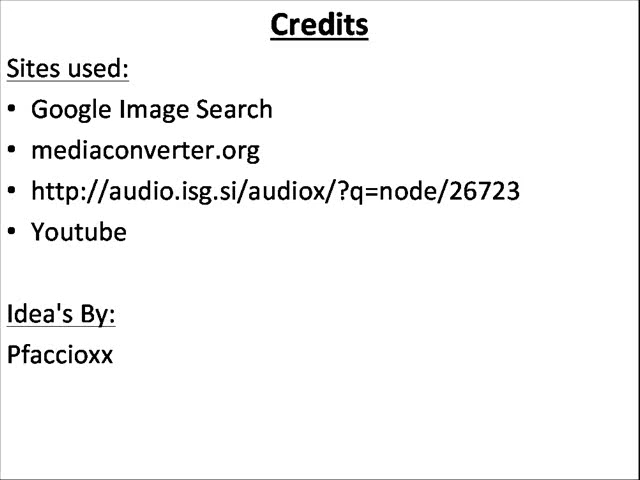 Credits
Sites used:
• Google Image Search
• mediaconverter.org
• http://audio.isg.si/audiox/?q=node/26723
• Youtube
Idea's By:
Pfaccioxx